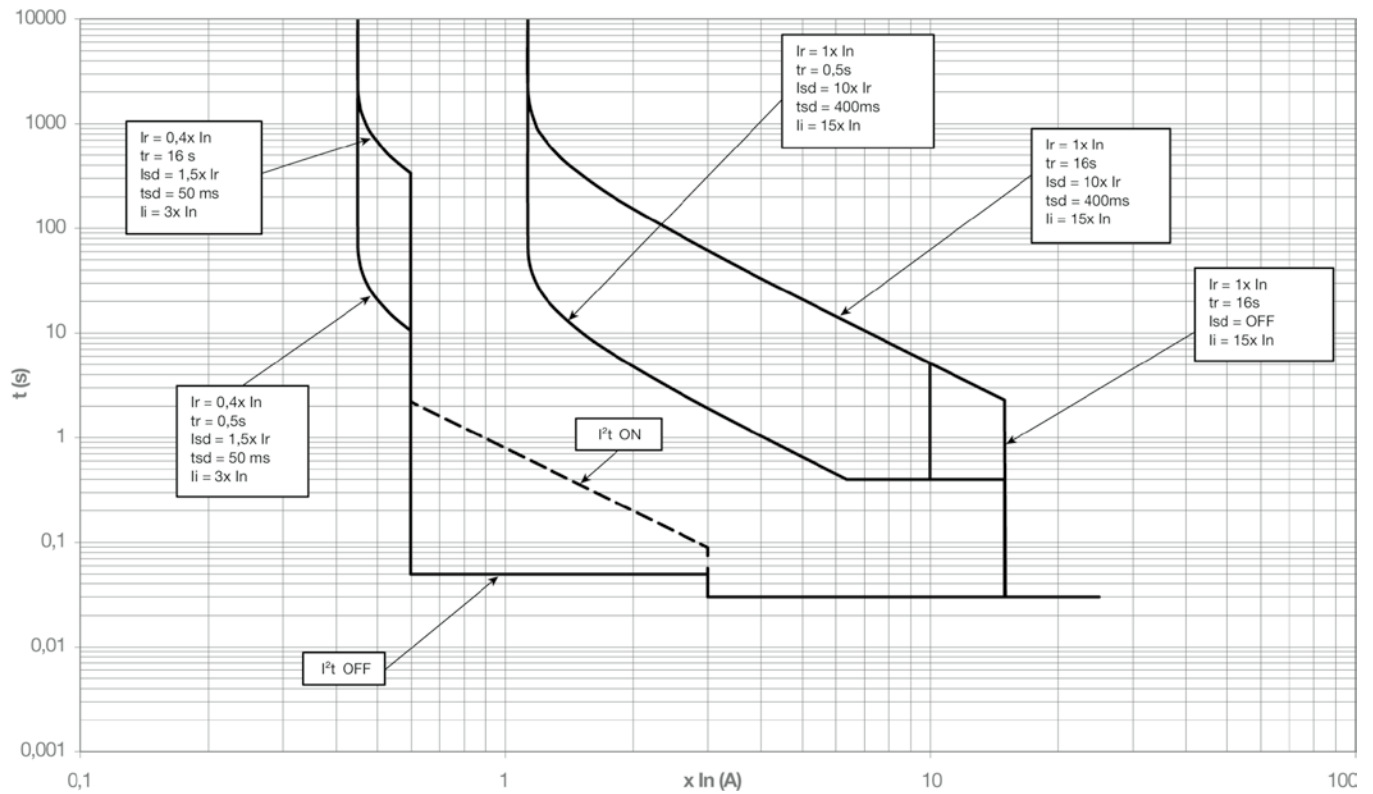 10000
1000
100
10
1
0,1
0,01
0,001
t (s)
0,1
1
x In (A)
10
100
Ir = 0,4x In
tr = 16 s
Isd = 1,5x Ir
tsd = 50 ms
Ii = 3x In
Ir = 0,4x In
tr = 0,5s
Isd = 1,5x Ir
tsd = 50 ms
Ii = 3x In
Ir = 1x In
tr = 0,5s
Isd = 10x Ir
tsd = 400ms
Ii = 15x In
Ir = 1x In
tr = 16s
Isd = 10x Ir
tsd = 400ms
Ii = 15x In
Ir = 1x In
tr = 16s
Isd = OFF
Ii = 15x In
I²t ON
I²t OFF